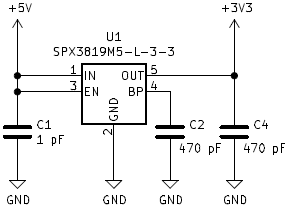 +5V
+3V3
U1
SPX3819M5-L-3-3
1 IN OUT 5
3 EN BP 4
GND
2
C1
1 pF
C2
470 pF
C4
470 pF
GND
GND
GND
GND